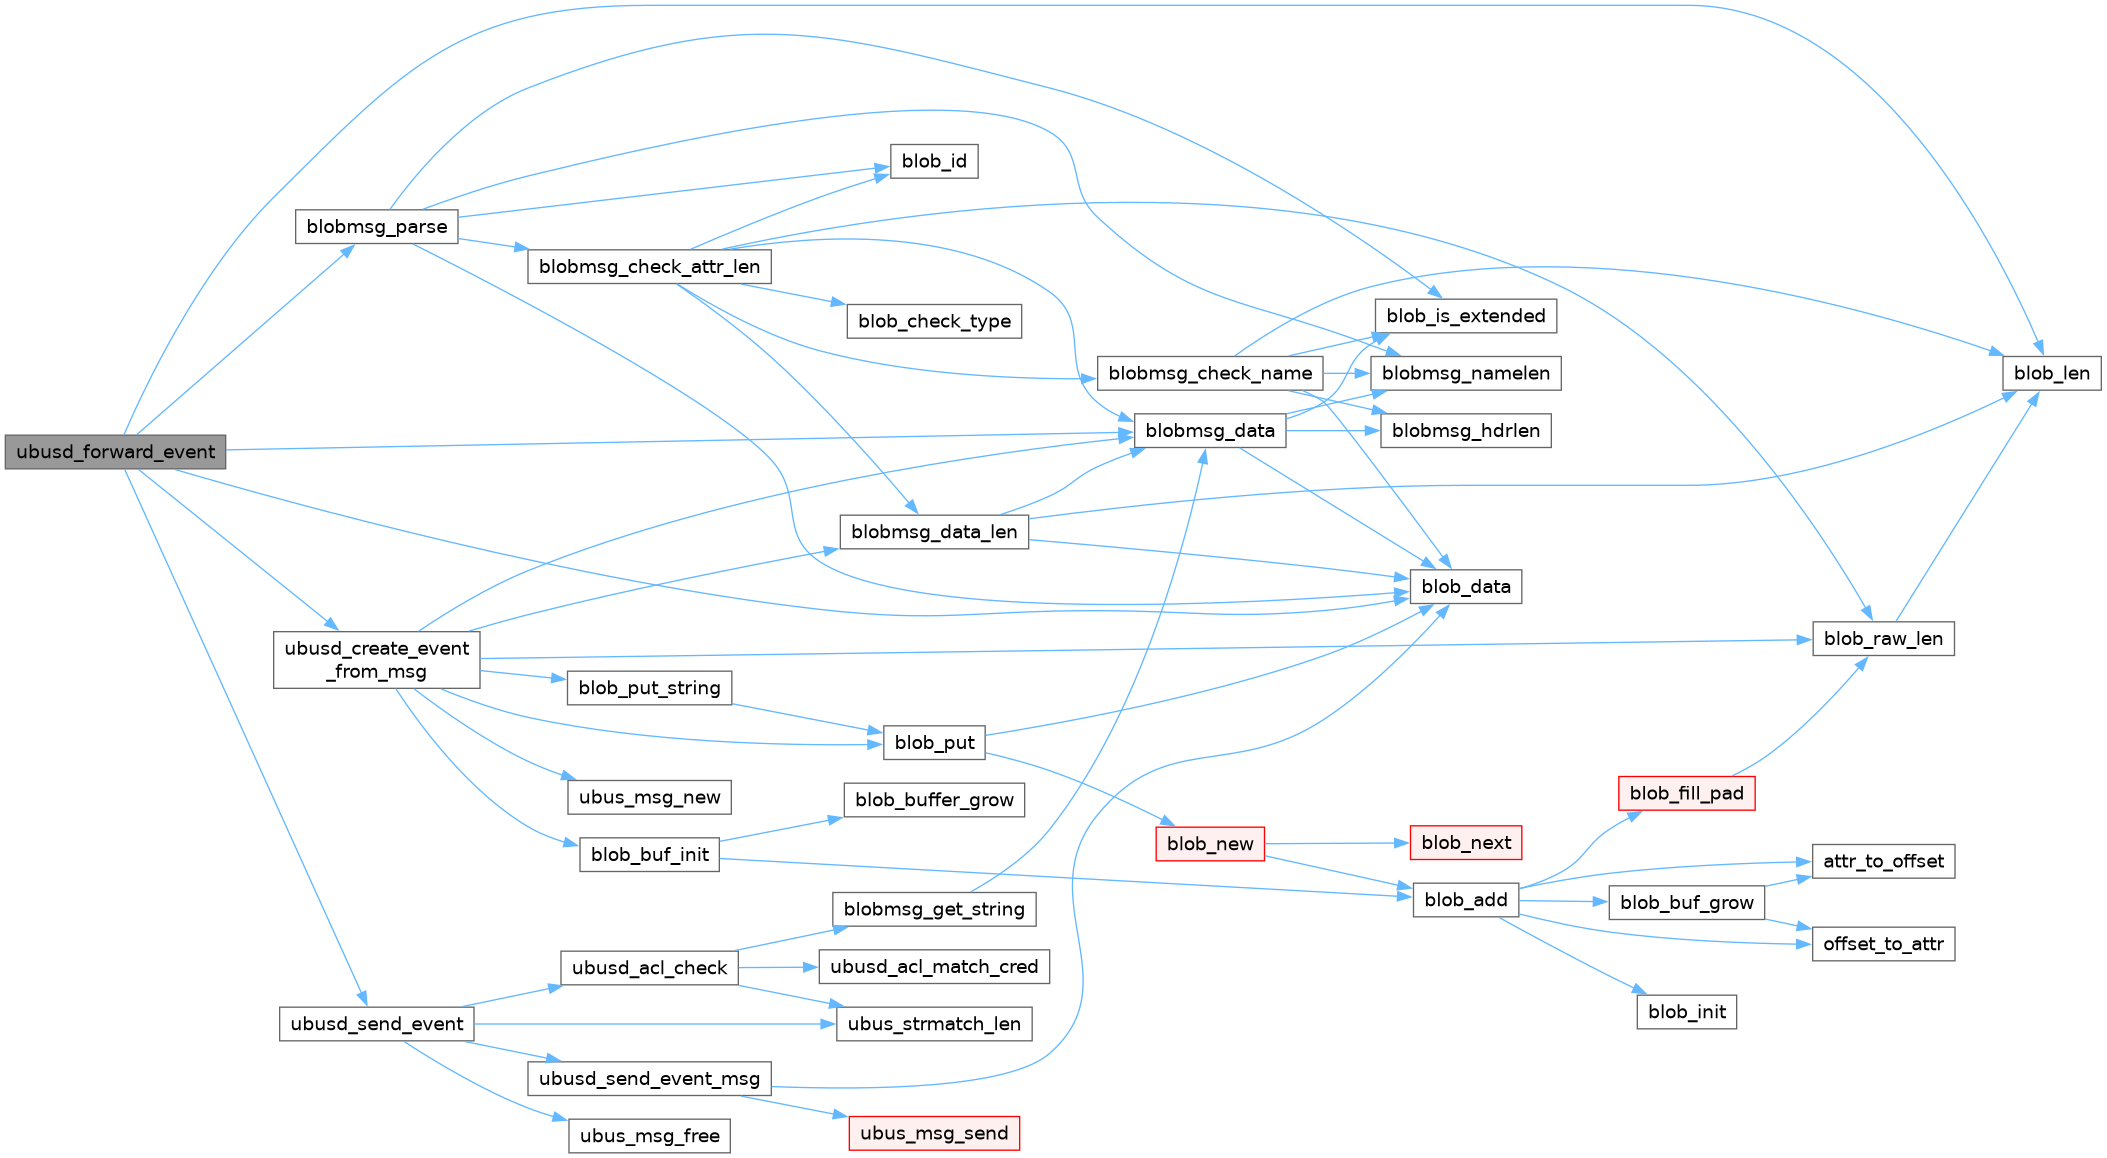 ubusd_forward_event
blobmsg_parse
ubusd_create_event
_from_msg
ubusd_send_event
blobmsg_check_attr_len
blob_put_string
ubus_msg_new
blob_buf_init
ubusd_acl_check
ubusd_send_event_msg
ubus_msg_free
blob_id
blob_check_type
blobmsg_data_len
blob_put
blob_buffer_grow
blobmsg_get_string
ubusd_acl_match_cred
ubus_strmatch_len
ubus_msg_send
blobmsg_check_name
blobmsg_data
blob_new
blob_is_extended
blobmsg_namelen
blobmsg_hdrlen
blob_data
blob_next
blob_add
blob_fill_pad
blob_buf_grow
blob_init
blob_raw_len
attr_to_offset
offset_to_attr
blob_len